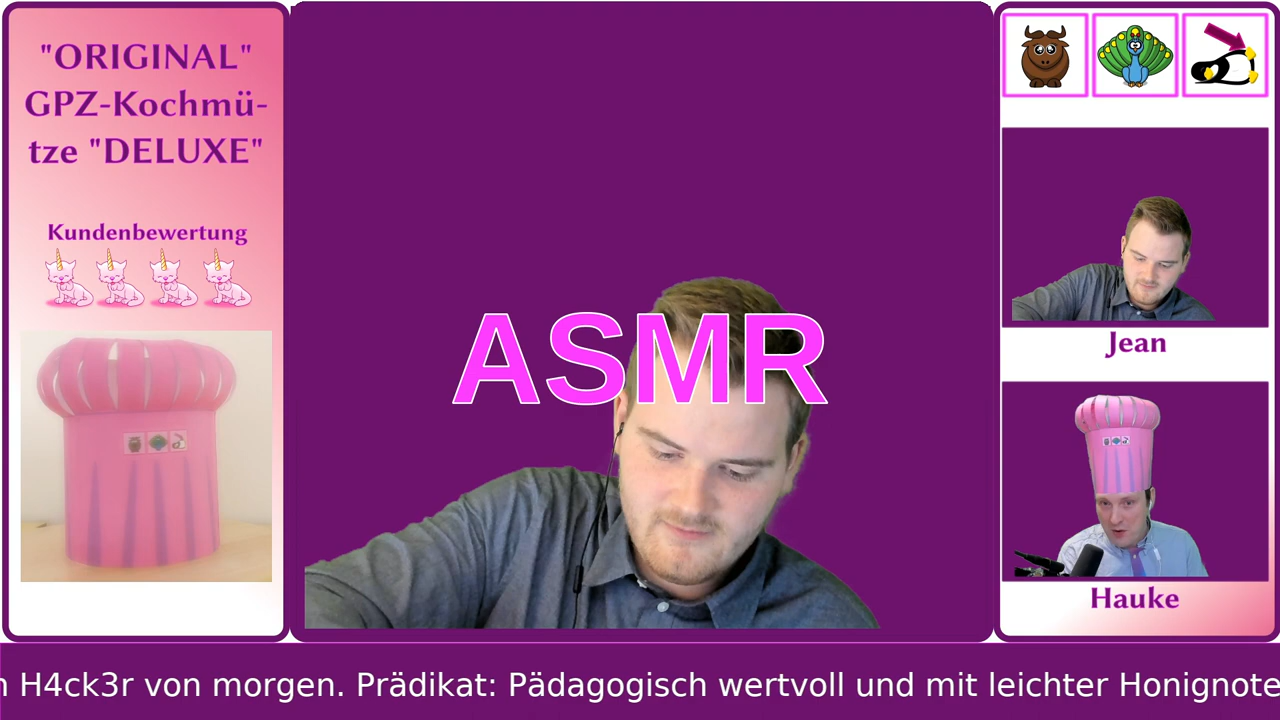 "ORIGINAL"
GPZ-Kochmü-
tze "DELUXE"
Kundenbewertung
ASMR
Jean
Hauke
H4ck3r von morgen. Prädikat: Pädagogisch wertvoll und mit leichter Honignote